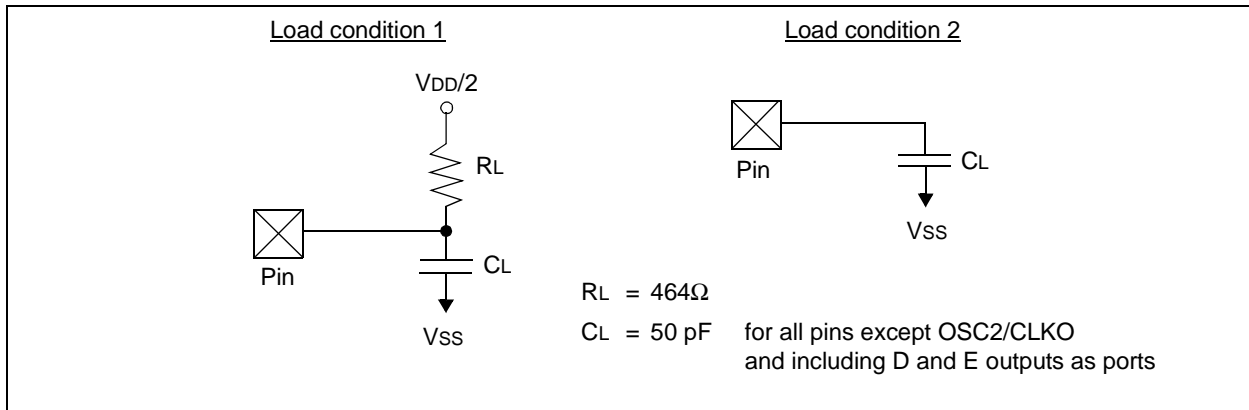 Load condition 1
VDD/2
RL
Pin
CL
VSS
Load condition 2
Pin
CL
VSS
RL = 464Ω
CL = 50 pF for all pins except OSC2/CLKO
and including D and E outputs as ports